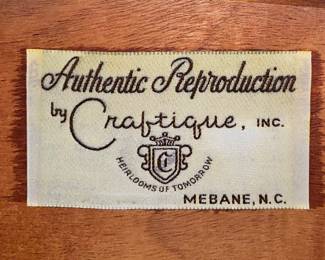 Authentic Reproduction
by Craftique, INC.
C
HEIRLOOMS OF TOMORROW
MEBANE, N.C.